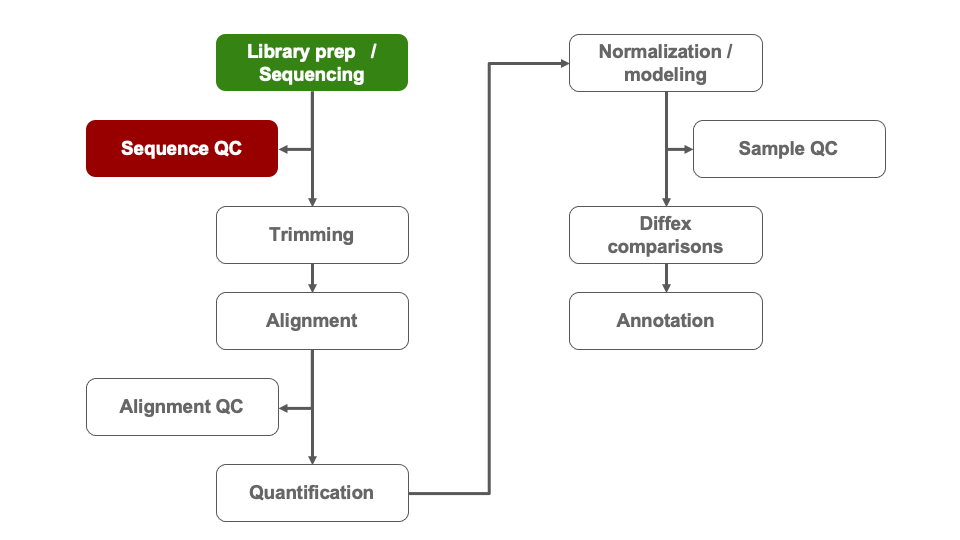 Library prep /
Sequencing
Sequence QC
Trimming
Alignment
Alignment QC
Quantification
Normalization /
modeling
Sample QC
Diffex
comparisons
Annotation